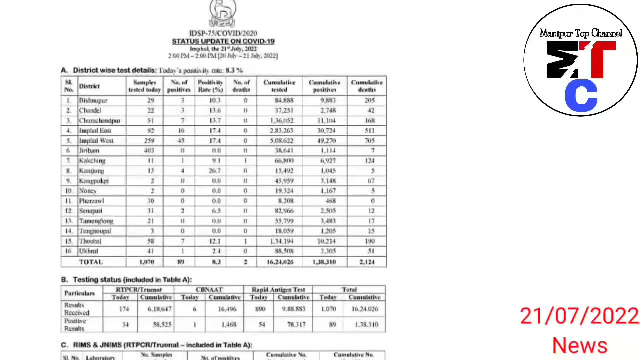 IDSP-75/COVID/2020
STATUS UPDATE ON COVID-19
Imphal, the 21st July, 2022
2:00 PM – 2:00 PM [20 July – 21 July, 2022]
A. District wise test details: Today's positivity rate: 8.3 %
Sl. No. District Samples tested today No. of positives Positivity Rate (%) No. of deaths Cumulative tested Cumulative positives Cumulative deaths
1. Bishnupur 29 3 10.3 0 84,888 9,883 205
2. Chandel 22 3 13.6 0 37,251 2,748 42
3. Churachandpur 51 7 13.7 0 1,36,052 11,104 168
4. Imphal East 92 16 17.4 0 2,83,263 30,724 511
5. Imphal West 259 45 17.4 0 5,08,622 49,270 705
6. Jiribam 403 0 0.0 0 38,641 1,114 7
7. Kakching 11 1 9.1 1 66,800 6,927 124
8. Kamjong 15 4 26.7 0 15,492 1,045 5
9. Kangpokpi 2 0 0.0 0 45,959 3,148 67
10. Noney 2 0 0.0 0 19,324 1,167 5
11. Pherzawl 30 0 0.0 0 8,208 468 0
12. Senapati 31 2 6.5 0 82,966 2,505 12
13. Tamenglong 21 0 0.0 0 55,799 3,483 17
14. Tengnoupal 3 0 0.0 0 18,059 1,205 15
15. Thoubal 58 7 12.1 1 1,34,194 10,214 190
16. Ukhrul 41 1 2.4 0 88,508 3,305 51
TOTAL 1,070 89 8.3 2 16,24,026 1,38,310 2,124
B. Testing status (included in Table A):
Particulars RTPCR/Truenat CBNAAT Rapid Antigen Test Total
Today Cumulative Today Cumulative Today Cumulative Today Cumulative
Results Received 174 6,18,647 6 16,496 890 9,88,883 1,070 16,24,026
Positive Results 34 58,525 1 1,468 54 78,317 89 1,38,310
C. RIMS & JNIMS (RTPCR/Truenat – included in Table A)
Sl. No. Laboratory No. Samples No. of positives Cumulative No. Cumulative No.
Manipur Top Channel
MTC
21/07/2022
News